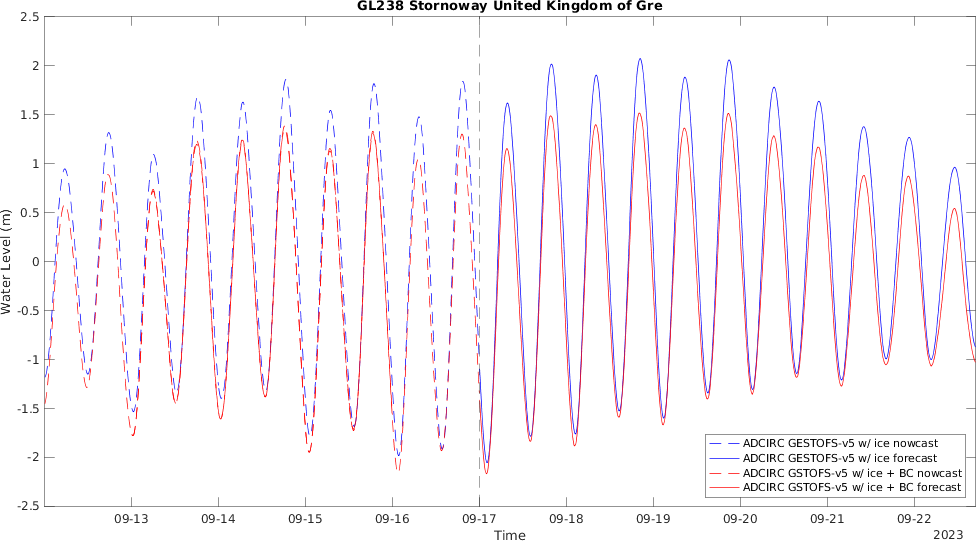 GL238 Stornoway United Kingdom of Gre
2.5
2
1.5
1
0.5
0
-0.5
-1
-1.5
-2
-2.5
Water Level (m)
09-13 09-14 09-15 09-16 09-17 09-18 09-19 09-20 09-21 09-22
Time
2023
ADCIRC GESTOFS-v5 w/ ice nowcast
ADCIRC GESTOFS-v5 w/ ice forecast
ADCIRC GSTOFS-v5 w/ ice + BC nowcast
ADCIRC GSTOFS-v5 w/ ice + BC forecast